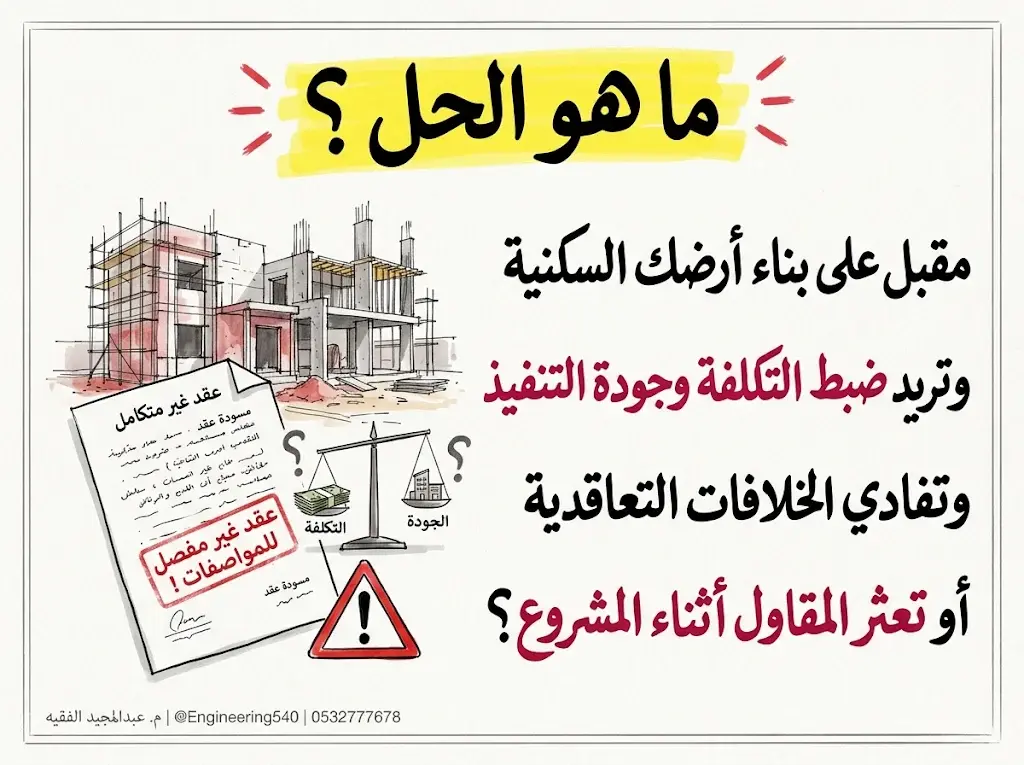 ما هو الحل ؟
مقبل على بناء أرضك السكنية
وتريد ضبط التكلفة وجودة التنفيذ
وتفادي الخلافات التعاقدية
أو تعثر المقاول أثناء المشروع ؟
عقد غير متكامل
مسودة عقد :
عقد غير مفصل
للمواصفات !
مسودة عقد
؟
؟
التكلفة
الجودة
!
م. عبدالمجيد الفقيه | @Engineering540 | 0532777678